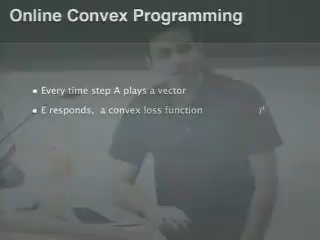 Online Convex Programming
• Every time step A plays a vector
• E responds, a convex loss function